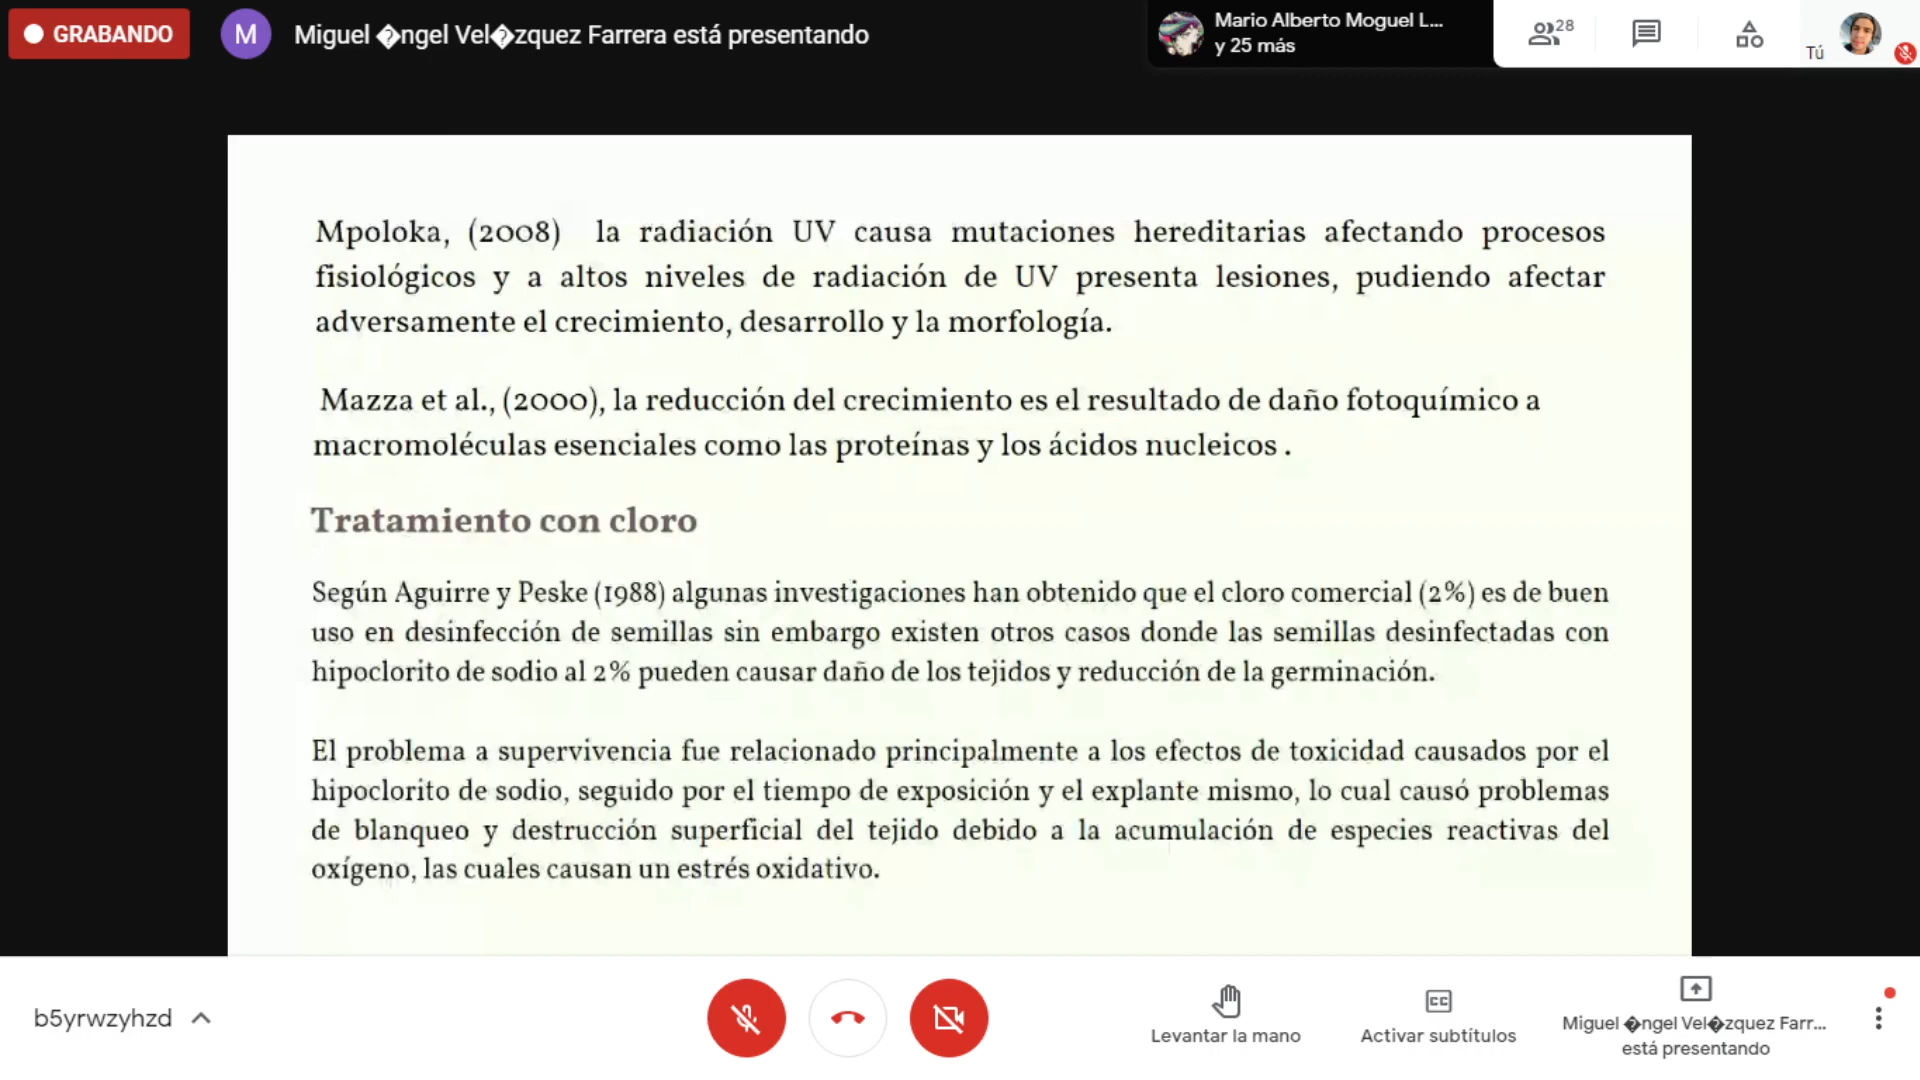 GRABANDO
M
Miguel �ngel Vel�zquez Farrera está presentando
Mario Alberto Moguel L...
y 25 más
28
Tú
Mpoloka, (2008) la radiación UV causa mutaciones hereditarias afectando procesos
fisiológicos y a altos niveles de radiación de UV presenta lesiones, pudiendo afectar
adversamente el crecimiento, desarrollo y la morfología.
Mazza et al., (2000), la reducción del crecimiento es el resultado de daño fotoquímico a
macromoléculas esenciales como las proteínas y los ácidos nucleicos .
Tratamiento con cloro
Según Aguirre y Peske (1988) algunas investigaciones han obtenido que el cloro comercial (2%) es de buen
uso en desinfección de semillas sin embargo existen otros casos donde las semillas desinfectadas con
hipoclorito de sodio al 2% pueden causar daño de los tejidos y reducción de la germinación.
El problema a supervivencia fue relacionado principalmente a los efectos de toxicidad causados por el
hipoclorito de sodio, seguido por el tiempo de exposición y el explante mismo, lo cual causó problemas
de blanqueo y destrucción superficial del tejido debido a la acumulación de especies reactivas del
oxígeno, las cuales causan un estrés oxidativo.
b5yrwzyhzd
Levantar la mano
CC
Activar subtítulos
Miguel �ngel Vel�zquez Farr...
está presentando